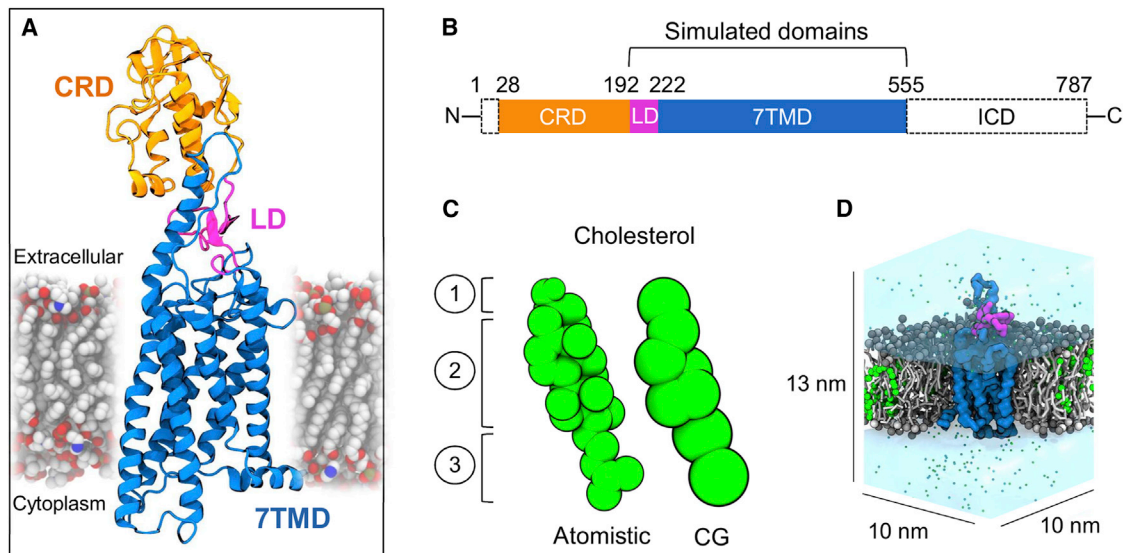 A
CRD
LD
Extracellular
Cytoplasm
7TMD
B
Simulated domains
1 28 192 222 555 787
N CRD LD 7TMD ICD C
C
Cholesterol
1
2
3
Atomistic CG
D
13 nm
10 nm 10 nm